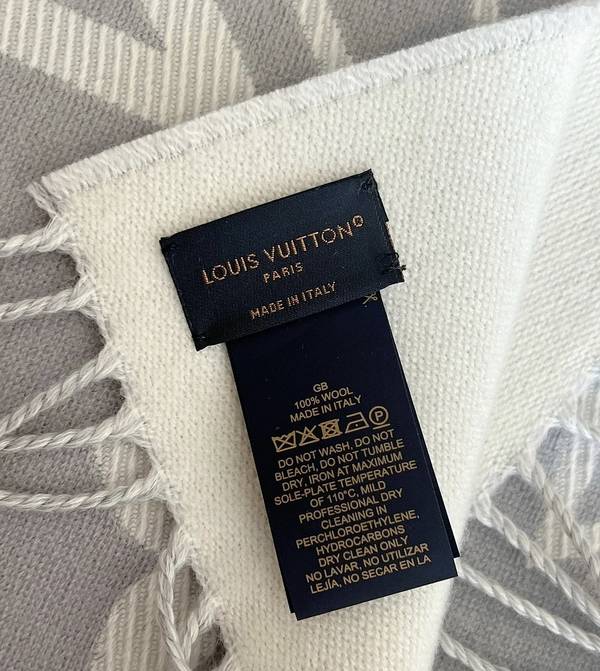 LOUIS VUITTON®
PARIS
MADE IN ITALY
GB
100% WOOL
MADE IN ITALY
P
DO NOT WASH, DO NOT
BLEACH, DO NOT TUMBLE
DRY, IRON AT MAXIMUM
SOLE-PLATE TEMPERATURE
OF 110°C, MILD
PROFESSIONAL DRY
CLEANING IN
PERCHLOROETHYLENE,
HYDROCARBONS
DRY CLEAN ONLY
NO LAVAR, NO UTILIZAR
LEJÍA, NO SECAR EN LA